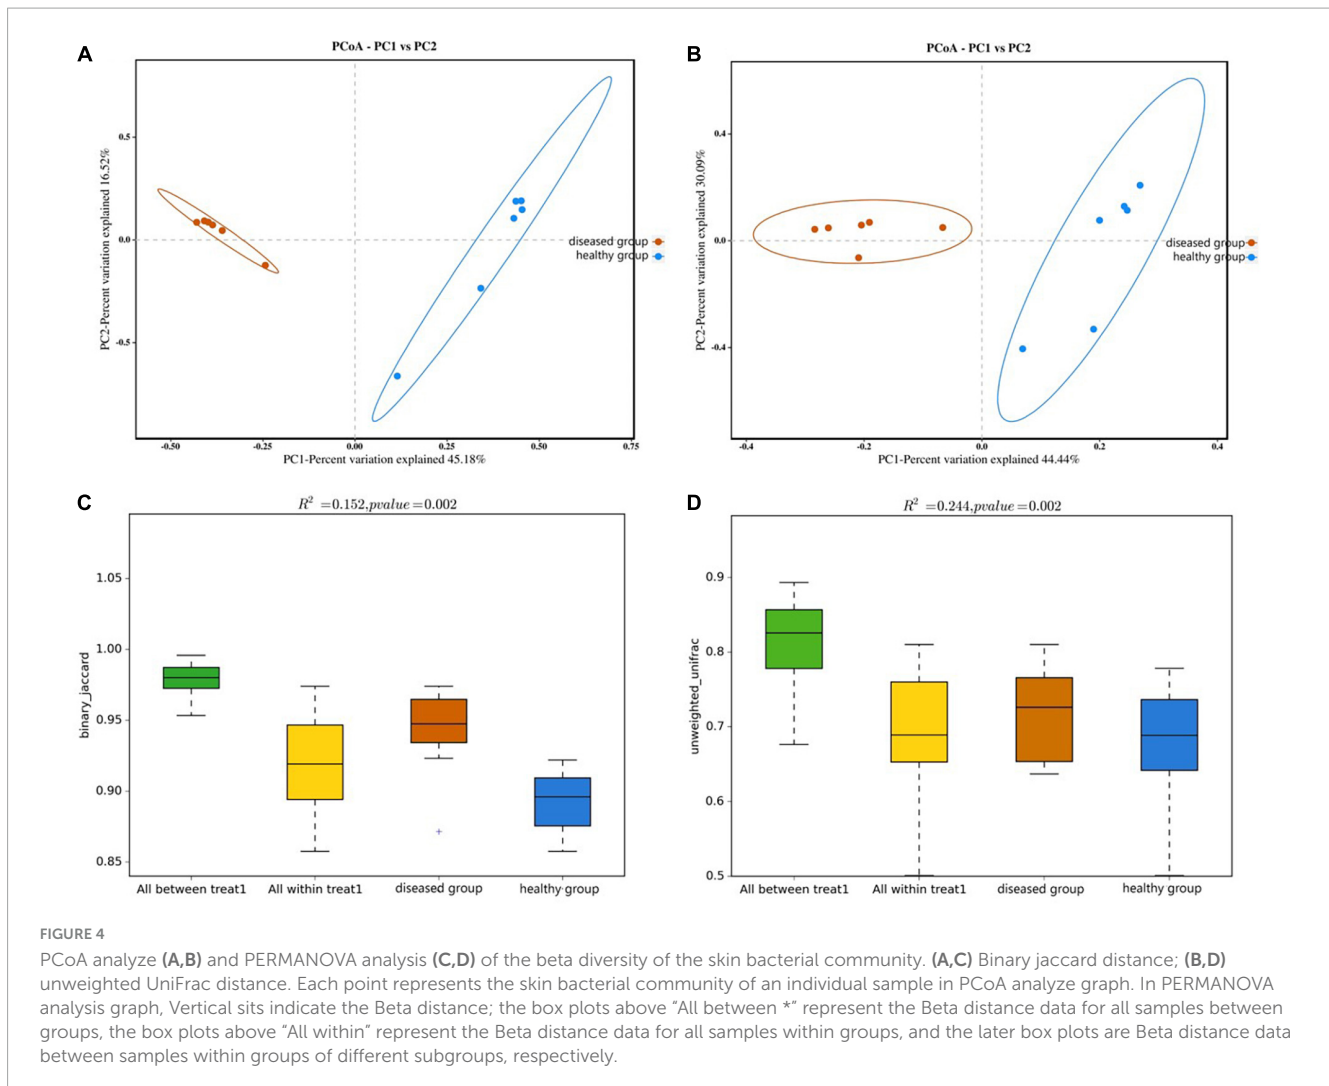 A
PCoA - PC1 vs PC2
PC2-Percent variation explained 16.52%
0.5
0.0
-0.5
-0.50
-0.25
0.00
0.25
0.50
0.75
PC1-Percent variation explained 45.18%
diseased group
healthy group
B
PCoA - PC1 vs PC2
PC2-Percent variation explained 30.09%
0.4
0.0
-0.4
-0.4
-0.2
0.0
0.2
0.4
PC1-Percent variation explained 44.44%
diseased group
healthy group
C
R² =0.152,pvalue=0.002
binary_jaccard
1.05
1.00
0.95
0.90
0.85
All between treat1
All within treat1
diseased group
healthy group
D
R² =0.244,pvalue=0.002
unweighted_unifrac
0.9
0.8
0.7
0.6
0.5
All between treat1
All within treat1
diseased group
healthy group
FIGURE 4
PCoA analyze (A,B) and PERMANOVA analysis (C,D) of the beta diversity of the skin bacterial community. (A,C) Binary jaccard distance; (B,D)
unweighted UniFrac distance. Each point represents the skin bacterial community of an individual sample in PCoA analyze graph. In PERMANOVA
analysis graph, Vertical sits indicate the Beta distance; the box plots above “All between *” represent the Beta distance data for all samples between
groups, the box plots above “All within” represent the Beta distance data for all samples within groups, and the later box plots are Beta distance data
between samples within groups of different subgroups, respectively.